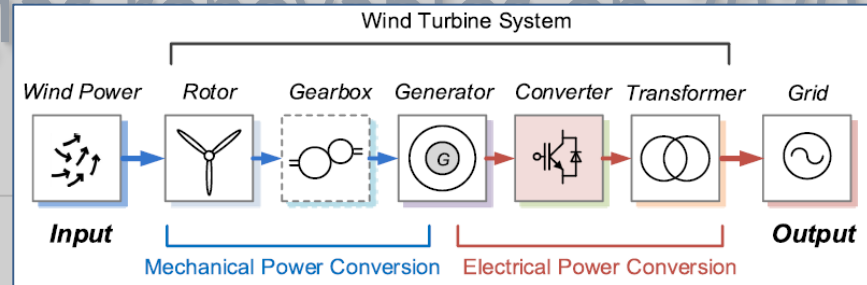 Wind Turbine System
Wind Power Rotor Gearbox Generator Converter Transformer Grid
G
Input Output
Mechanical Power Conversion Electrical Power Conversion